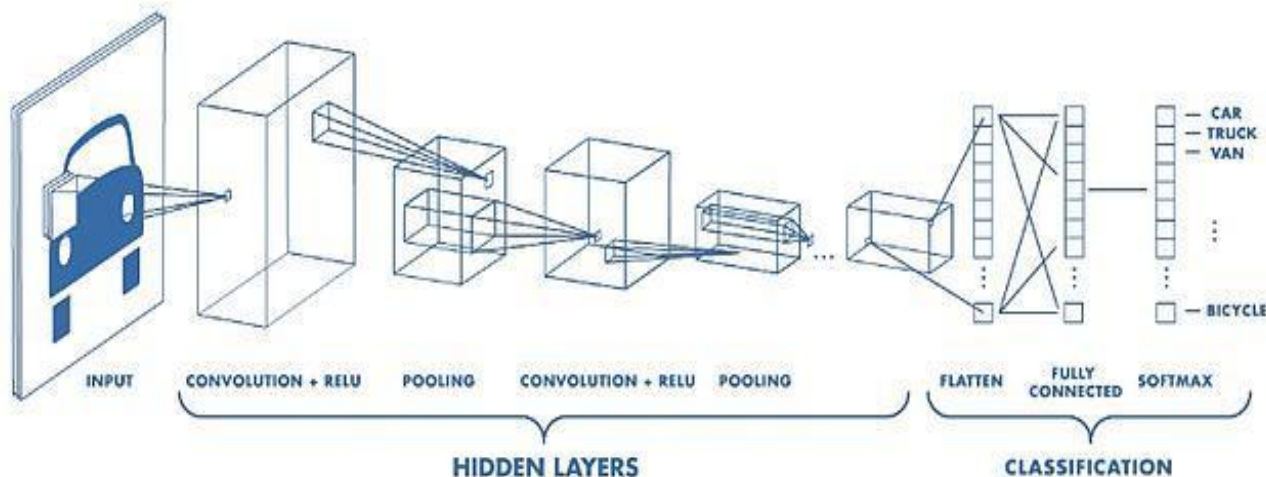 CAR
TRUCK
VAN
BICYCLE
INPUT CONVOLUTION + RELU POOLING CONVOLUTION + RELU POOLING FLATTEN FULLY CONNECTED SOFTMAX
HIDDEN LAYERS CLASSIFICATION